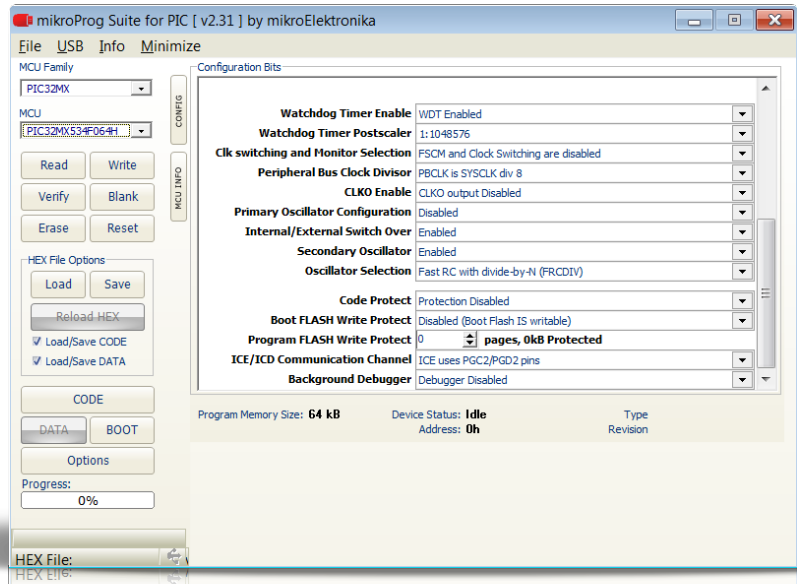 mikroProg Suite for PIC [ v2.31 ] by mikroElektronika
File USB Info Minimize
MCU Family
PIC32MX
MCU
PIC32MX534F064H
Read Write
Verify Blank
Erase Reset
HEX File Options
Load Save
Reload HEX
Load/Save CODE
Load/Save DATA
CODE
DATA BOOT
Options
Progress:
0%
HEX File:
CONFIG
MCU INFO
Configuration Bits
Watchdog Timer Enable WDT Enabled
Watchdog Timer Postscaler 1:1048576
Clk switching and Monitor Selection FSCM and Clock Switching are disabled
Peripheral Bus Clock Divisor PBCLK is SYSCLK div 8
CLKO Enable CLKO output Disabled
Primary Oscillator Configuration Disabled
Internal/External Switch Over Enabled
Secondary Oscillator Enabled
Oscillator Selection Fast RC with divide-by-N (FRCDIV)
Code Protect Protection Disabled
Boot FLASH Write Protect Disabled (Boot Flash IS writable)
Program FLASH Write Protect 0 pages, 0kB Protected
ICE/ICD Communication Channel ICE uses PGC2/PGD2 pins
Background Debugger Debugger Disabled
Program Memory Size: 64 kB Device Status: Idle Type
Address: 0h Revision